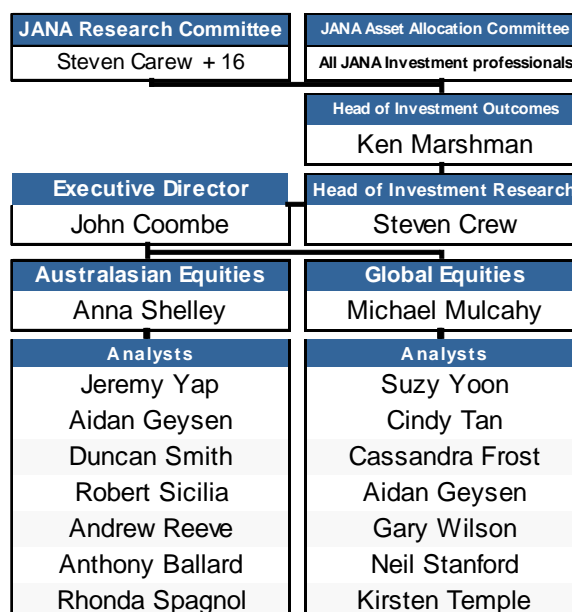 JANA Research Committee
Steven Carew + 16
JANA Asset Allocation Committee
All JANA Investment professionals
Head of Investment Outcomes
Ken Marshman
Executive Director
John Coombe
Head of Investment Research
Steven Crew
Australasian Equities
Anna Shelley
Global Equities
Michael Mulcahy
Analysts
Jeremy Yap
Aidan Geysen
Duncan Smith
Robert Sicilia
Andrew Reeve
Anthony Ballard
Rhonda Spagnol
Analysts
Suzy Yoon
Cindy Tan
Cassandra Frost
Aidan Geysen
Gary Wilson
Neil Stanford
Kirsten Temple